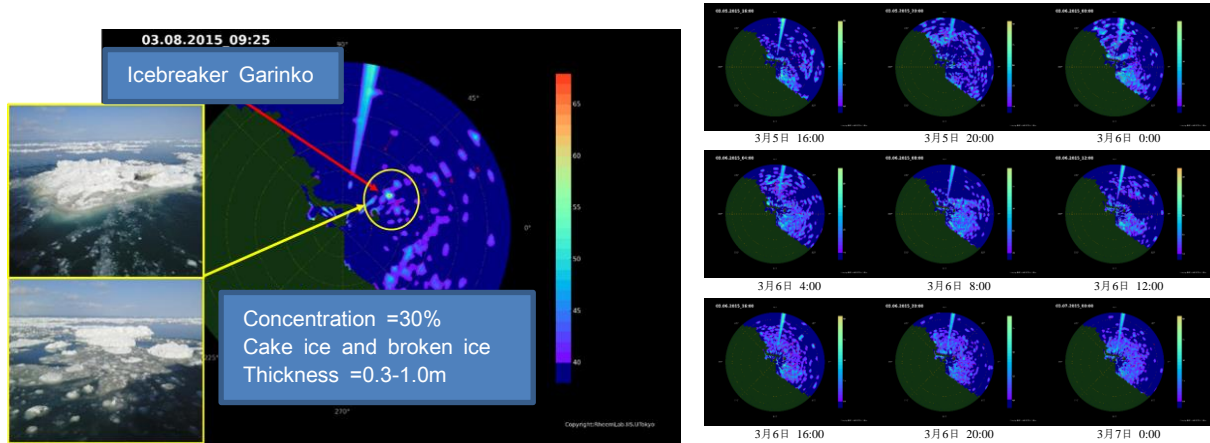 03.08.2015_09:25
Icebreaker Garinko
90°
45°
0°
225°
270°
65
60
55
50
45
40
Concentration =30%
Cake ice and broken ice
Thickness =0.3-1.0m
Copyright:RheemLab.IIS.UTokyo
3月5日 16:00
3月5日 20:00
3月6日 0:00
3月6日 4:00
3月6日 8:00
3月6日 12:00
3月6日 16:00
3月6日 20:00
3月7日 0:00